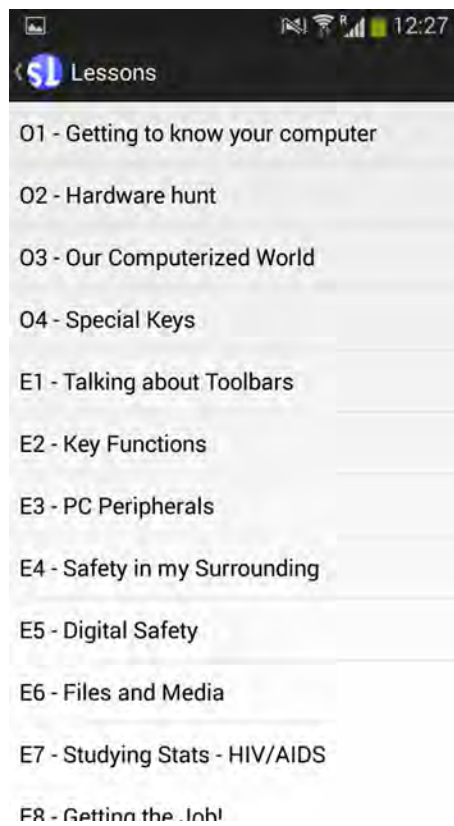 R 12:27
SL Lessons
O1 - Getting to know your computer
O2 - Hardware hunt
O3 - Our Computerized World
O4 - Special Keys
E1 - Talking about Toolbars
E2 - Key Functions
E3 - PC Peripherals
E4 - Safety in my Surrounding
E5 - Digital Safety
E6 - Files and Media
E7 - Studying Stats - HIV/AIDS
E8 - Getting the Job!